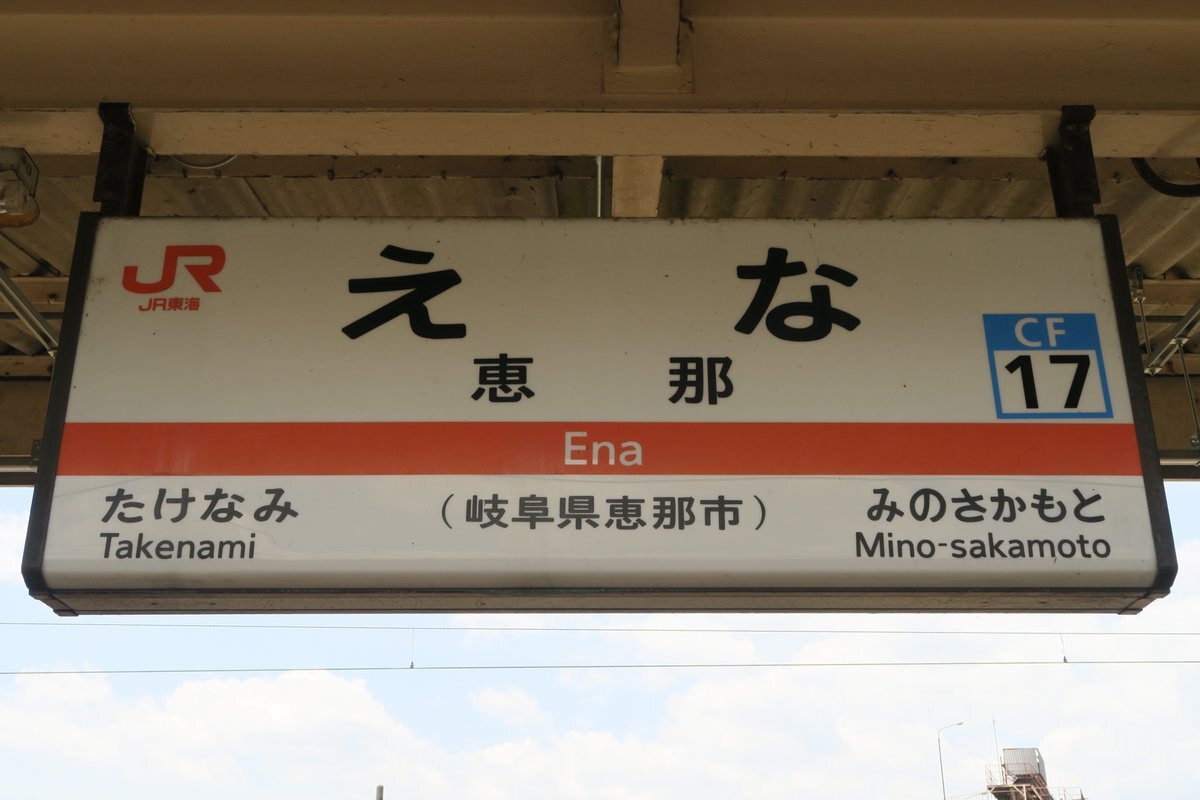 JR
JR東海
えな
恵那
CF
17
Ena
たけなみ
Takenami
（岐阜県恵那市）
みのさかもと
Mino-sakamoto